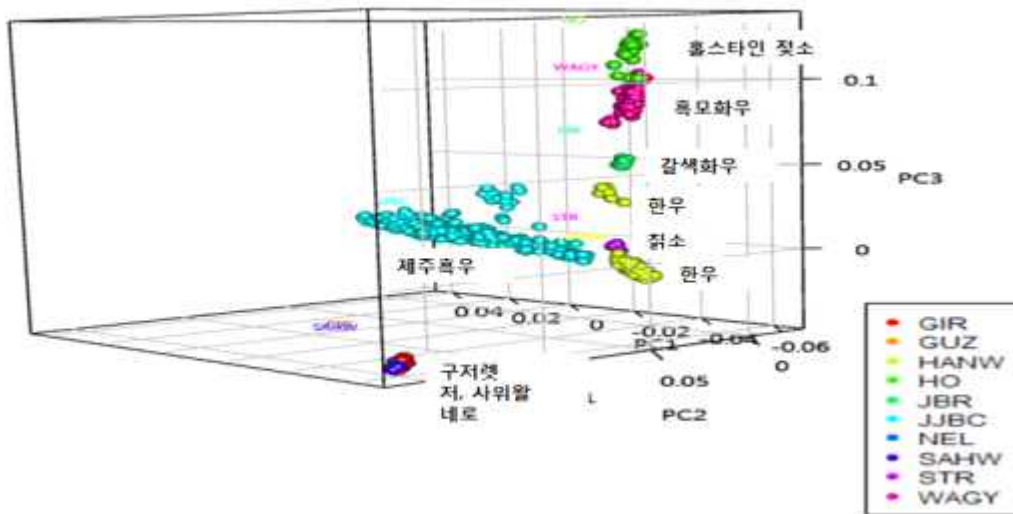 홀스타인 젖소
WAGY
0.1
흑모화우
갈색화우
0.05
PC3
한우
STR
칡소
0
제주흑우
한우
0.04
0.02
0
-0.02
-0.04
-0.06
0
PC1
0.05
PC2
구저렛
저, 사위왈
네로
L
GIR
GUZ
HANW
HO
JBR
JJBC
NEL
SAHW
STR
WAGY